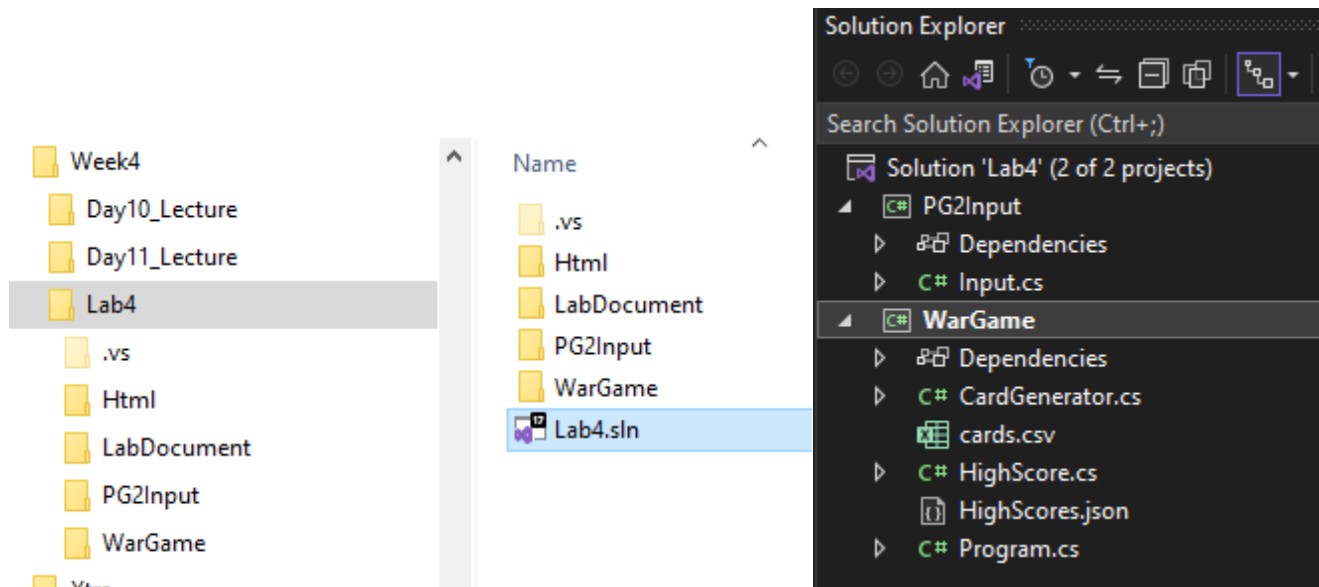 Week4
Day10_Lecture
Day11_Lecture
Lab4
.vs
Html
LabDocument
PG2Input
WarGame
Name
.vs
Html
LabDocument
PG2Input
WarGame
17
Lab4.sln
Solution Explorer
Search Solution Explorer (Ctrl+;)
Solution 'Lab4' (2 of 2 projects)
C# PG2Input
Dependencies
C# Input.cs
C# WarGame
Dependencies
C# CardGenerator.cs
cards.csv
C# HighScore.cs
HighScores.json
C# Program.cs